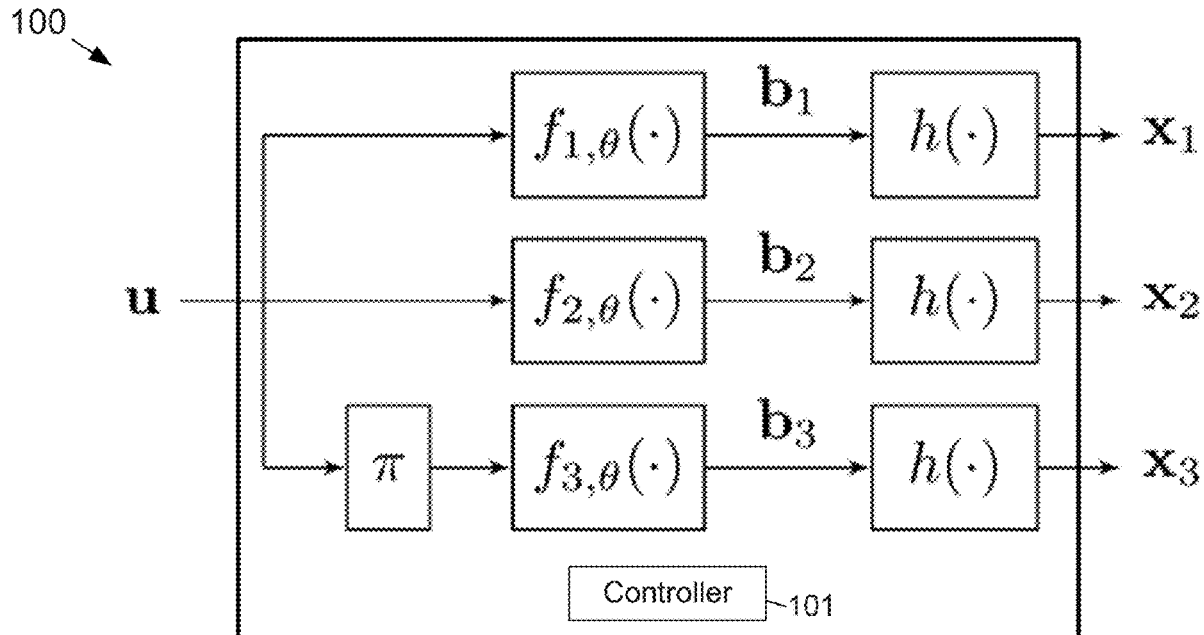 100
f₁,θ(·) b₁ h(·) x₁
u f₂,θ(·) b₂ h(·) x₂
π f₃,θ(·) b₃ h(·) x₃
Controller 101